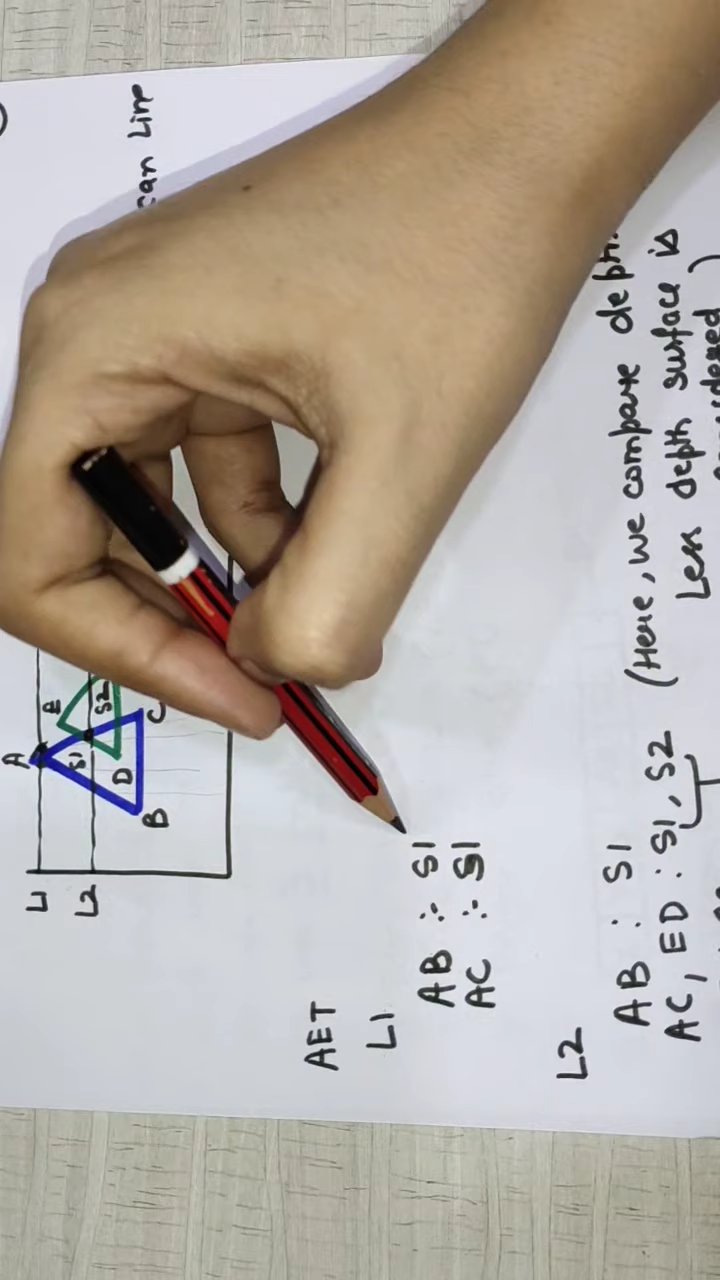 can Line
L1
L2
A
E
S1
S2
D
C
B
AET
L1
AB : S1
AC : S1
L2
AB : S1
AC, ED : S1, S2 (Here, we compare depth.
Less depth surface is